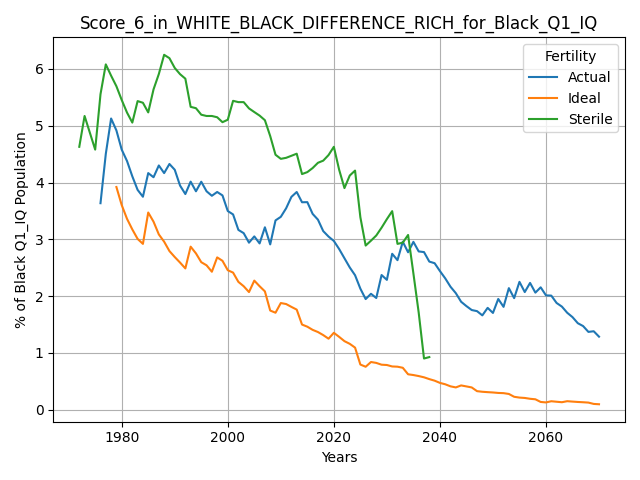 Score_6_in_WHITE_BLACK_DIFFERENCE_RICH_for_Black_Q1_IQ
Fertility
Actual
Ideal
Sterile
% of Black Q1_IQ Population
6
5
4
3
2
1
0
1980
2000
2020
2040
2060
Years